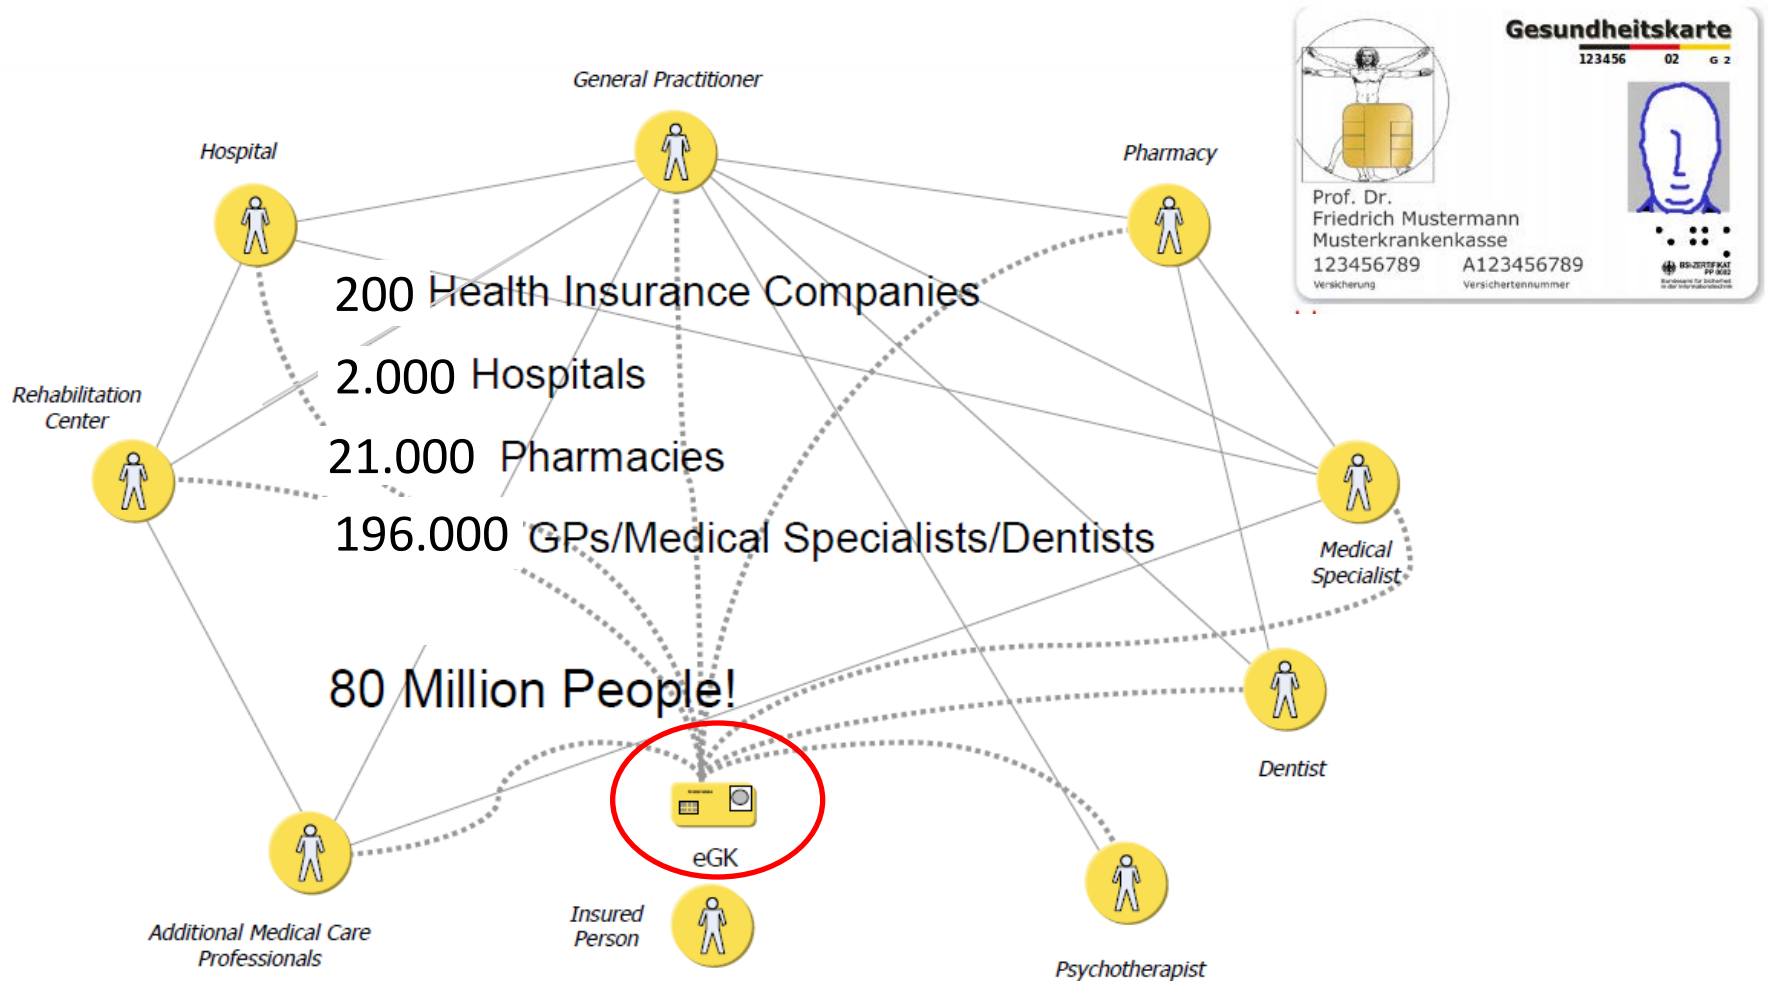 Gesundheitskarte
123456 02 G 2
General Practitioner
Hospital
Pharmacy
Prof. Dr.
Friedrich Mustermann
Musterkrankenkasse
123456789 A123456789
Versicherung Versichertennummer
BSI-ZERTIFIKAT
200 Health Insurance Companies
2.000 Hospitals
Rehabilitation
Center
21.000 Pharmacies
196.000 GPs/Medical Specialists/Dentists
Medical
Specialist
80 Million People!
Dentist
eGK
Insured
Person
Additional Medical Care
Professionals
Psychotherapist